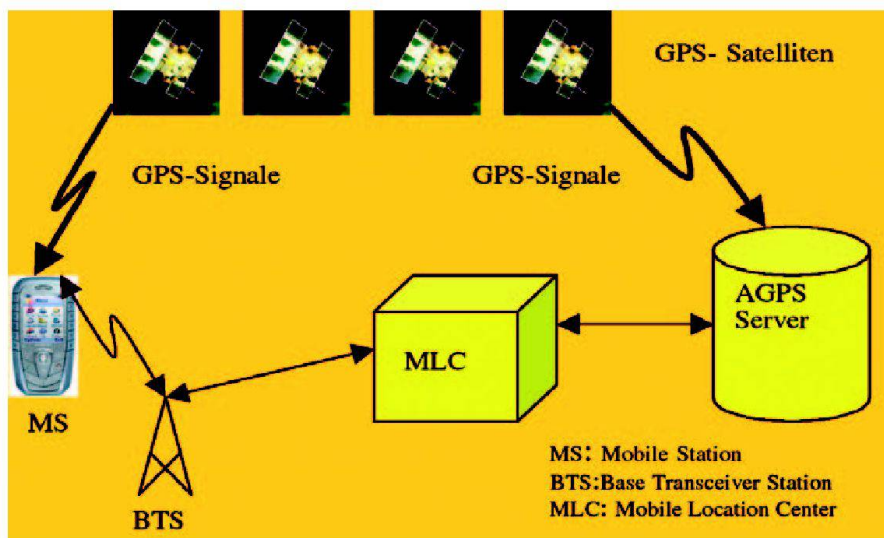 GPS- Satelliten
GPS-Signale
GPS-Signale
AGPS
Server
MLC
MS
BTS
MS: Mobile Station
BTS:Base Transceiver Station
MLC: Mobile Location Center